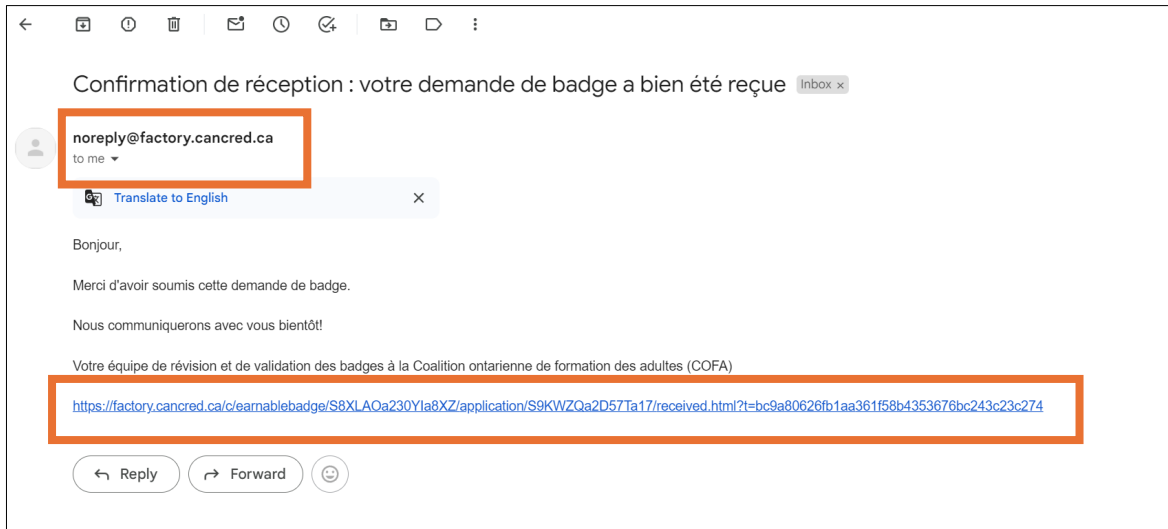 Confirmation de réception : votre demande de badge a bien été reçue Inbox x
noreply@factory.cancred.ca
to me
Translate to English
Bonjour,
Merci d'avoir soumis cette demande de badge.
Nous communiquerons avec vous bientôt!
Votre équipe de révision et de validation des badges à la Coalition ontarienne de formation des adultes (COFA)
https://factory.cancred.ca/c/earnablebadge/S8XLAOa230YIa8XZ/application/S9KWZQa2D57Ta17/received.html?t=bc9a80626fb1aa361f58b4353676bc243c23c274
Reply Forward